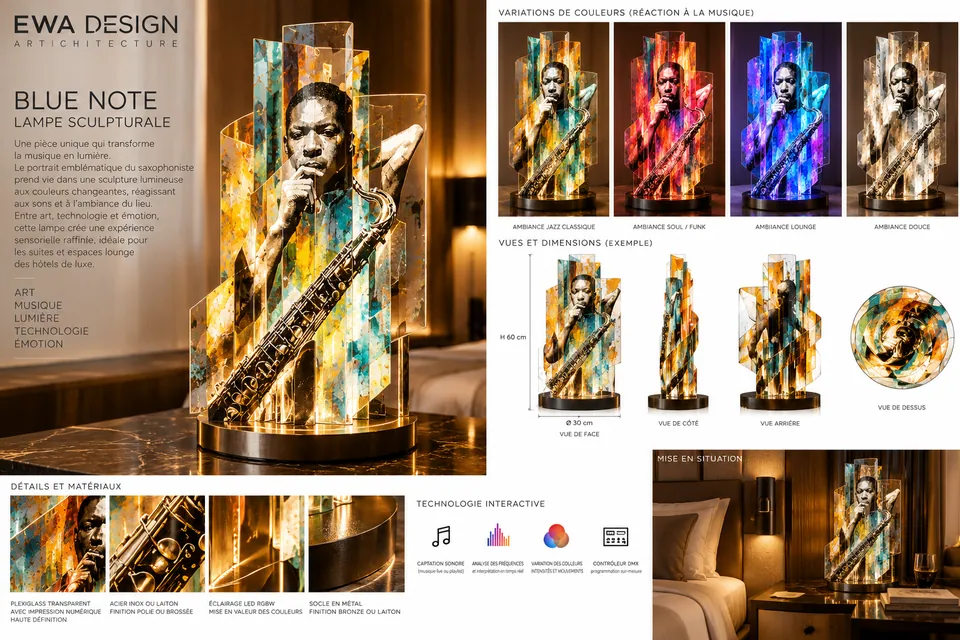 EWA DESIGN
ARTICHITECTURE
BLUE NOTE
LAMPE SCULPTURALE
Une pièce unique qui transforme
la musique en lumière.
Le portrait emblématique du saxophoniste
prend vie dans une sculpture lumineuse
aux couleurs changeantes, réagissant
aux sons et à l'ambiance du lieu.
Entre art, technologie et émotion,
cette lampe crée une expérience
sensorielle raffinée, idéale pour
les suites et espaces lounge
des hôtels de luxe.
ART
MUSIQUE
LUMIÈRE
TECHNOLOGIE
ÉMOTION
VARIATIONS DE COULEURS (RÉACTION À LA MUSIQUE)
AMBIANCE JAZZ CLASSIQUE
AMBIANCE SOUL / FUNK
AMBIANCE LOUNGE
AMBIANCE DOUCE
VUES ET DIMENSIONS (EXEMPLE)
H 60 cm
Ø 30 cm
VUE DE FACE
VUE DE CÔTÉ
VUE ARRIÈRE
VUE DE DESSUS
DÉTAILS ET MATÉRIAUX
PLEXIGLASS TRANSPARENT
AVEC IMPRESSION NUMÉRIQUE
HAUTE DÉFINITION
ACIER INOX OU LAITON
FINITION POLIE OU BROSSÉE
ÉCLAIRAGE LED RGBW
MISE EN VALEUR DES COULEURS
SOCLE EN MÉTAL
FINITION BRONZE OU LAITON
TECHNOLOGIE INTERACTIVE
CAPTATION SONORE
(musique live ou playlist)
ANALYSE DES FRÉQUENCES
et interprétation en temps réel
VARIATION DES COULEURS
INTENSITÉS ET MOUVEMENTS
CONTRÔLEUR DMX
programmation sur-mesure
MISE EN SITUATION